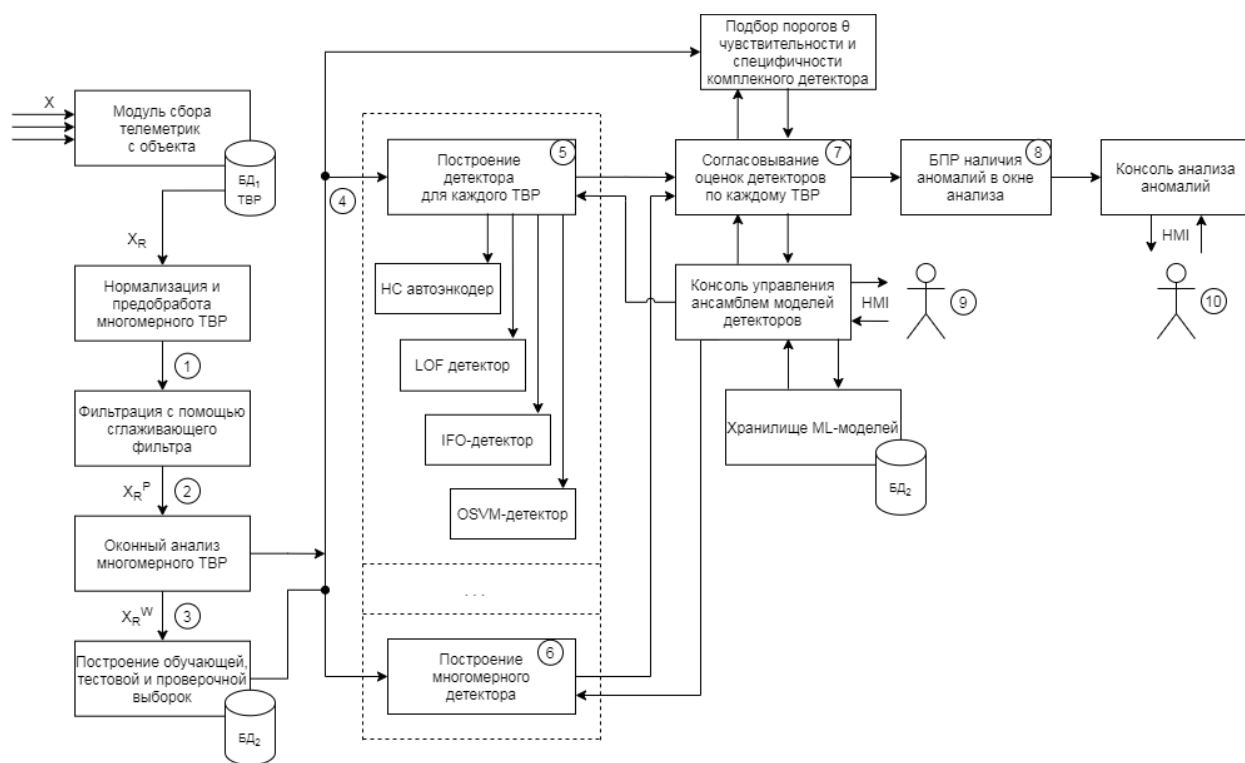 X
Модуль сбора
телеметрик
с объекта
БД1
ТВР
XR
Нормализация и
предобработа
многомерного ТВР
1
Фильтрация с помощью
сглаживающего
фильтра
XRP
2
Оконный анализ
многомерного ТВР
XRW
3
Построение обучающей,
тестовой и проверочной
выборок
БД2
4
Построение
детектора
для каждого ТВР
5
НС автоэнкодер
LOF детектор
IFO-детектор
OSVM-детектор
. . .
Построение
многомерного
детектора
6
Подбор порогов θ
чувствительности и
специфичности
комплекного детектора
Согласовывание
оценок детекторов
по каждому ТВР
7
Консоль управления
ансамблем моделей
детекторов
HMI
9
Хранилище ML-моделей
БД2
БПР наличия
аномалий в окне
анализа
8
Консоль анализа
аномалий
HMI
10